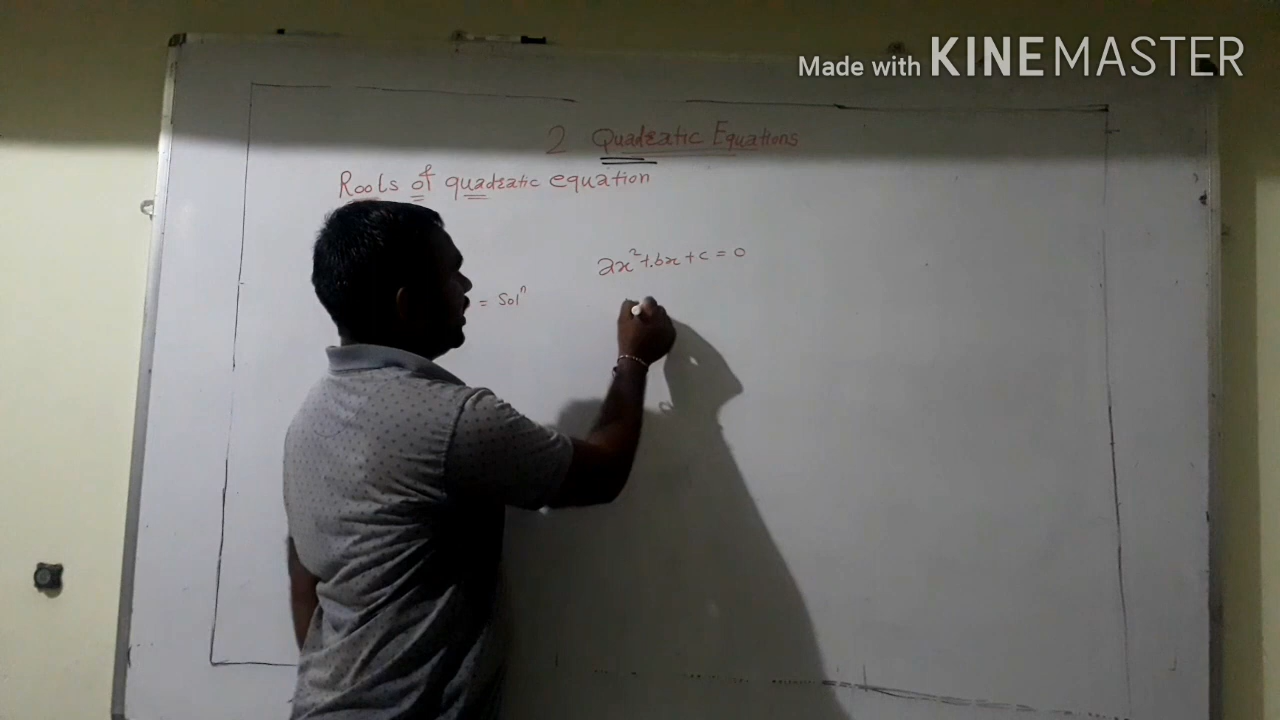 Made with KINEMASTER
2 Quadratic Equations
Roots of quadratic equation
ax²+bx+c=0
= Solⁿ